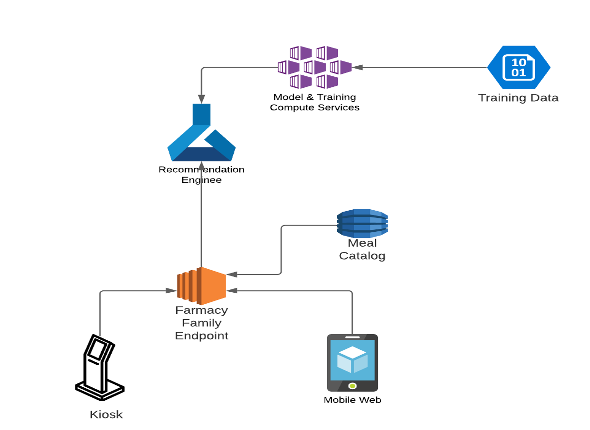 10
01
Model & Training
Compute Services
Training Data
Recommendation
Enginee
Meal
Catalog
Farmacy
Family
Endpoint
Mobile Web
Kiosk